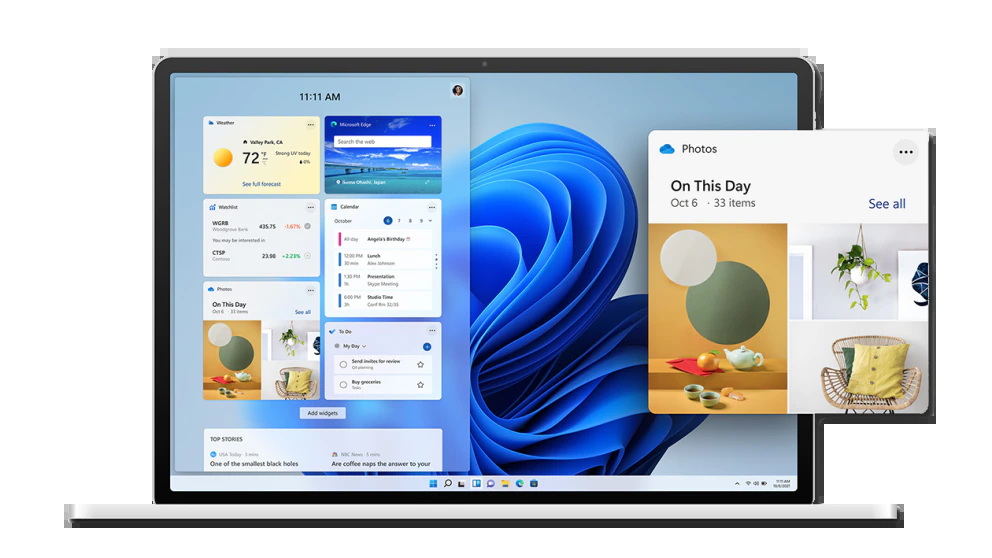 11:11 AM
Weather
Valley Park, CA
72 °F °C
Strong UV today
0%
See full forecast
Microsoft Edge
Search the web
Sunna Ohashi, Japan
Watchlist
WGRB
Woodgrove Bank
435.75
-1.67%
You may be interested in
CTSP
Contoso
23.98
+2.23%
Calendar
October
6 7 8 9
All day
Angela's Birthday
12:00 PM Lunch
30 min Alex Johnson
1:30 PM Presentation
1h Skype Meeting
6:00 PM Studio Time
3h Conf Rm 32/35
Photos
On This Day
Oct 6 · 33 items
See all
To Do
My Day
Send invites for review
Q4 planning
Buy groceries
Tasks
Add widgets
TOP STORIES
USA Today · 3 mins
One of the smallest black holes
NBC News · 5 mins
Are coffee naps the answer to your
11:11 AM
10/6/2021
Photos
On This Day
Oct 6 · 33 items
See all